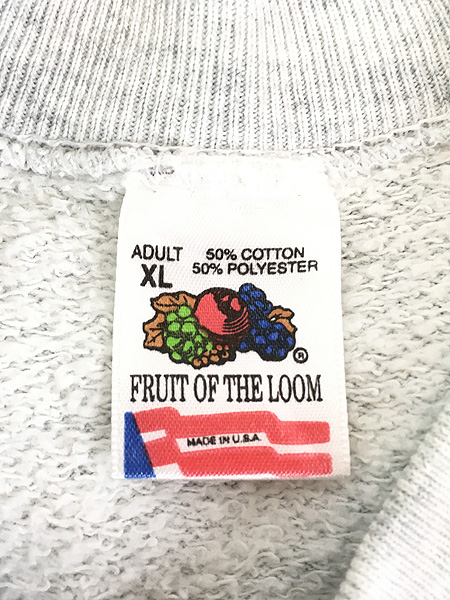 ADULT
XL
50% COTTON
50% POLYESTER
®
FRUIT OF THE LOOM
MADE IN U.S.A.